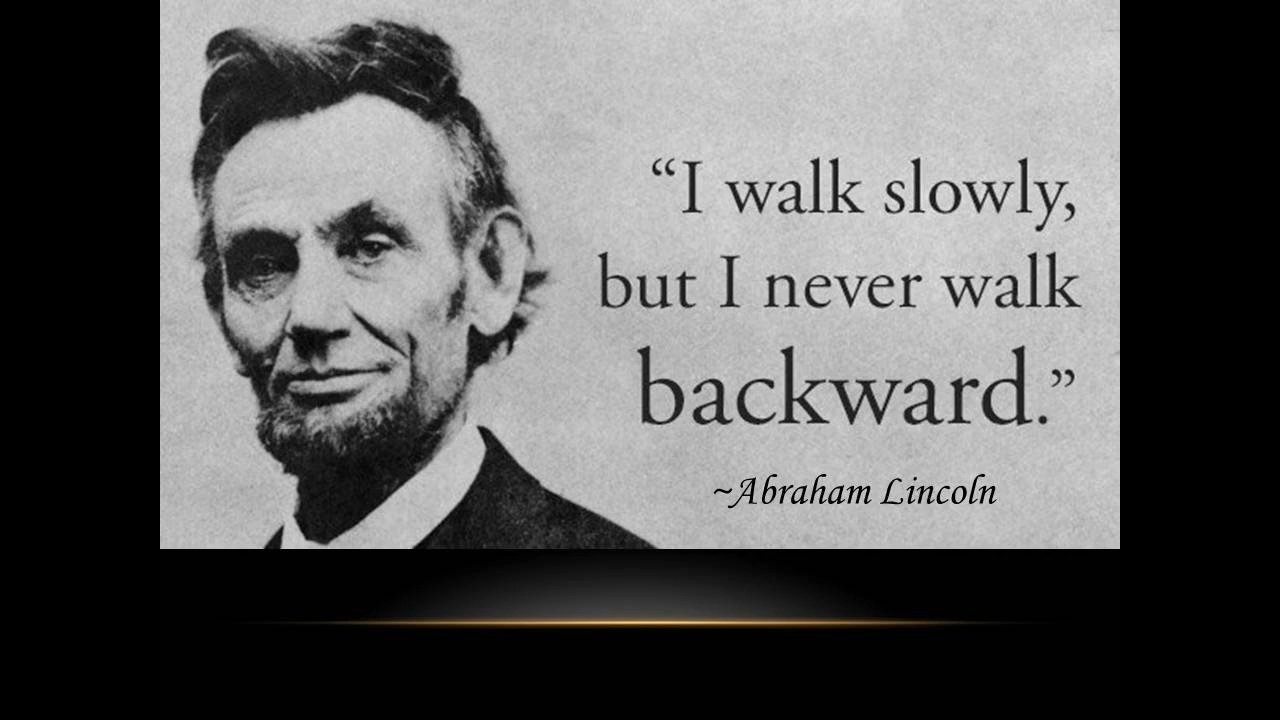 “I walk slowly,
but I never walk
backward.”
~Abraham Lincoln